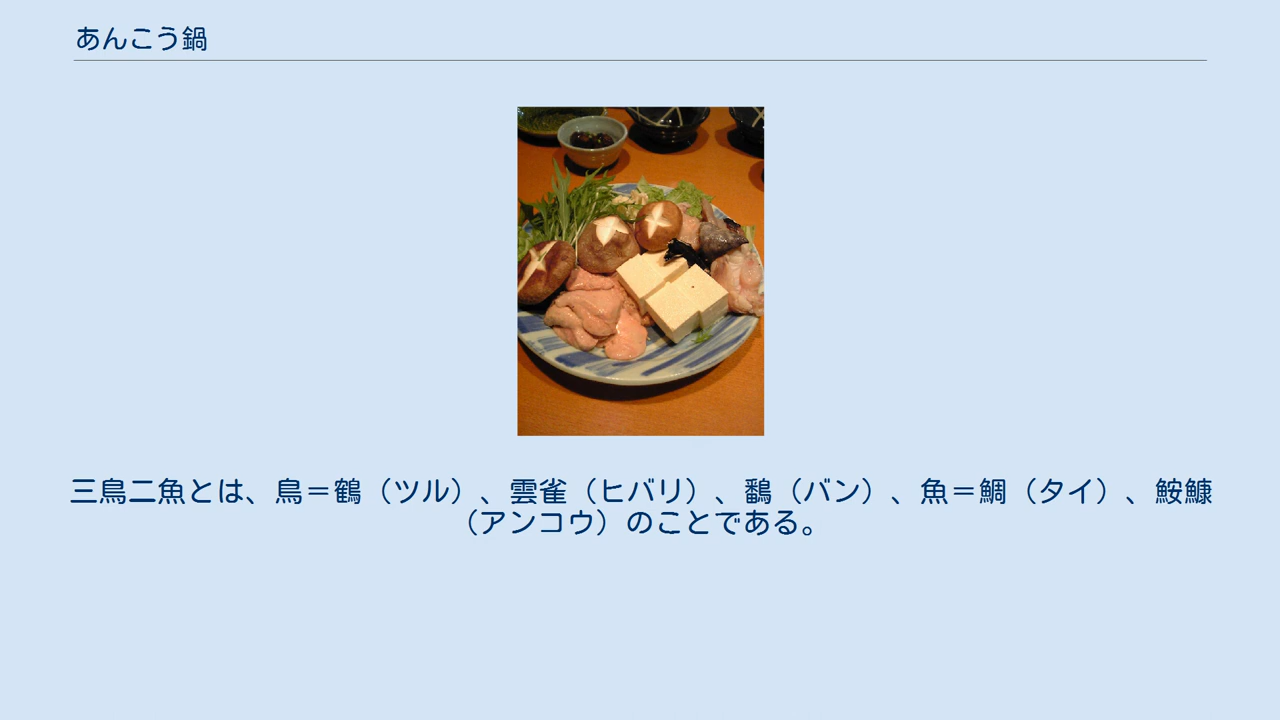 あんこう鍋
三鳥二魚とは、鳥＝鶴（ツル）、雲雀（ヒバリ）、鷭（バン）、魚＝鯛（タイ）、鮟鱇
（アンコウ）のことである。